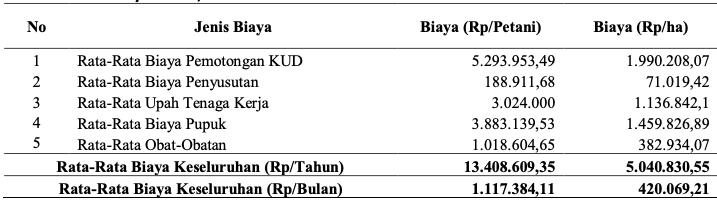 No Jenis Biaya Biaya (Rp/Petani) Biaya (Rp/ha)
1 Rata-Rata Biaya Pemotongan KUD 5.293.953,49 1.990.208,07
2 Rata-Rata Biaya Penyusutan 188.911,68 71.019,42
3 Rata-Rata Upah Tenaga Kerja 3.024.000 1.136.842,1
4 Rata-Rata Biaya Pupuk 3.883.139,53 1.459.826,89
5 Rata-Rata Obat-Obatan 1.018.604,65 382.934,07
Rata-Rata Biaya Keseluruhan (Rp/Tahun) 13.408.609,35 5.040.830,55
Rata-Rata Biaya Keseluruhan (Rp/Bulan) 1.117.384,11 420.069,21